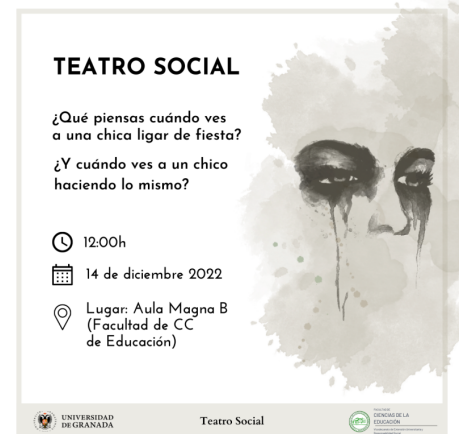 TEATRO SOCIAL
¿Qué piensas cuándo ves
a una chica ligar de fiesta?
¿Y cuándo ves a un chico
haciendo lo mismo?
12:00h
14 de diciembre 2022
Lugar: Aula Magna B
(Facultad de CC
de Educación)
UNIVERSIDAD
DE GRANADA
Teatro Social
CIENCIAS DE LA
EDUCACIÓN